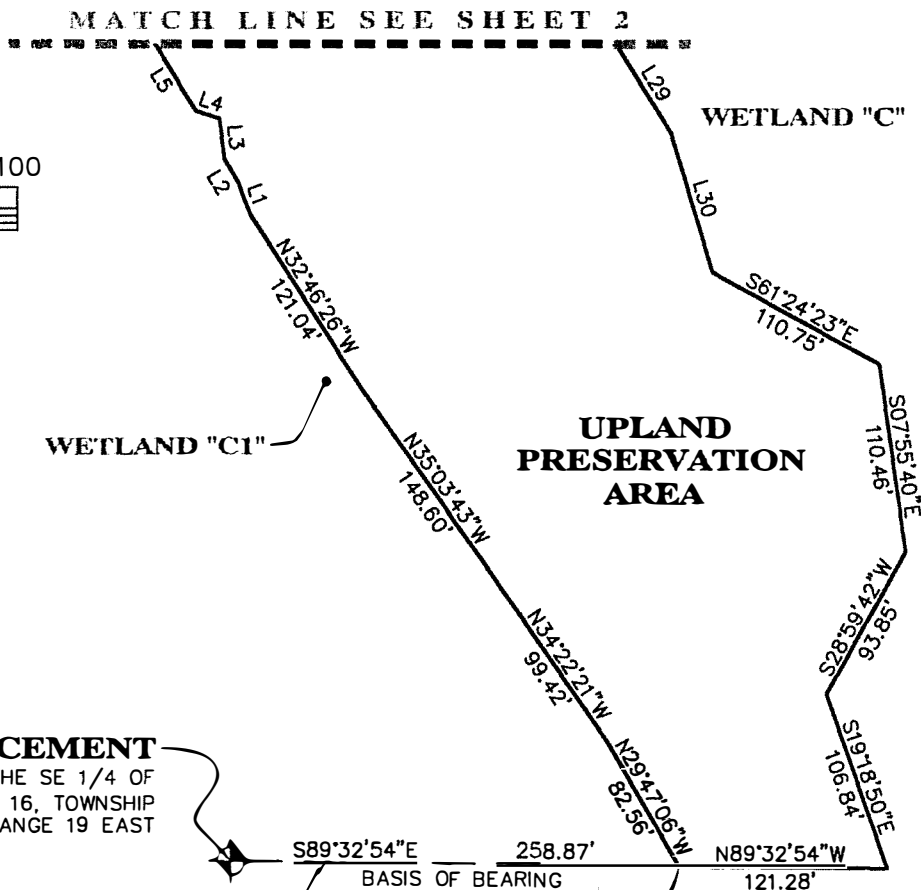 MATCH LINE SEE SHEET 2
L5
L4
L3
L2
L1
L29
L30
WETLAND "C"
100
N32°46'26"W
121.04'
S61°24'23"E
110.75'
WETLAND "C1"
UPLAND
PRESERVATION
AREA
S07°55'40"E
110.46'
N35°03'43"W
148.60'
S28°59'42"W
93.85'
N34°22'21"W
99.42'
S19°18'50"E
106.84'
N29°47'06"W
82.56'
CEMENT
HE SE 1/4 OF
16, TOWNSHIP
ANGE 19 EAST
S89°32'54"E
258.87'
BASIS OF BEARING
N89°32'54"W
121.28'